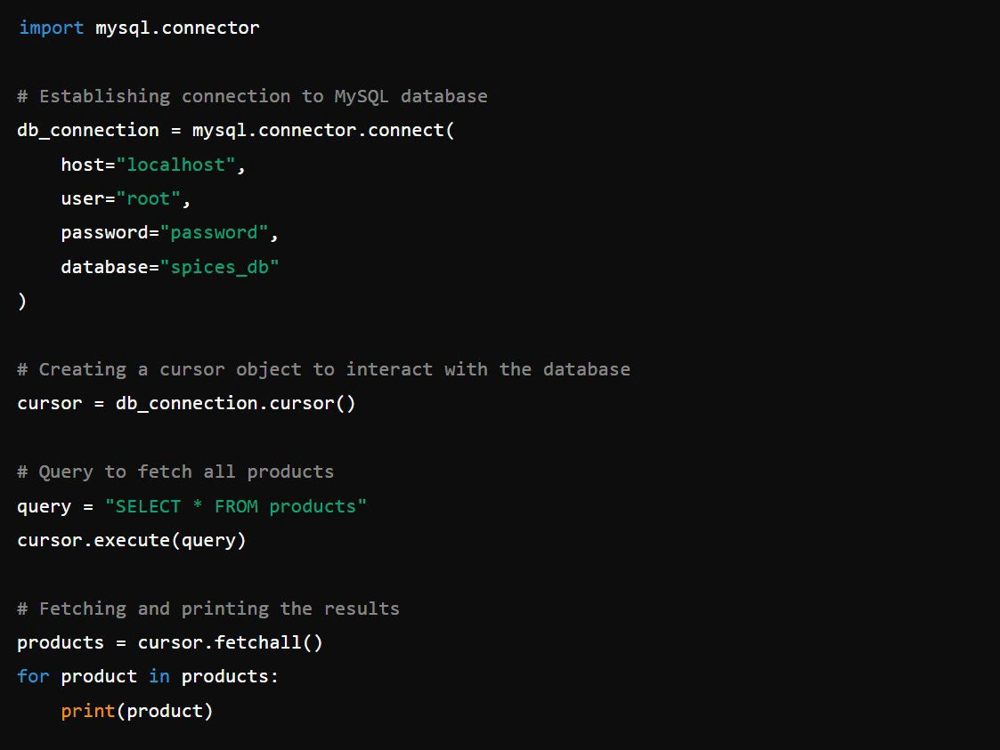 import mysql.connector

# Establishing connection to MySQL database
db_connection = mysql.connector.connect(
    host="localhost",
    user="root",
    password="password",
    database="spices_db"
)

# Creating a cursor object to interact with the database
cursor = db_connection.cursor()

# Query to fetch all products
query = "SELECT * FROM products"
cursor.execute(query)

# Fetching and printing the results
products = cursor.fetchall()
for product in products:
    print(product)